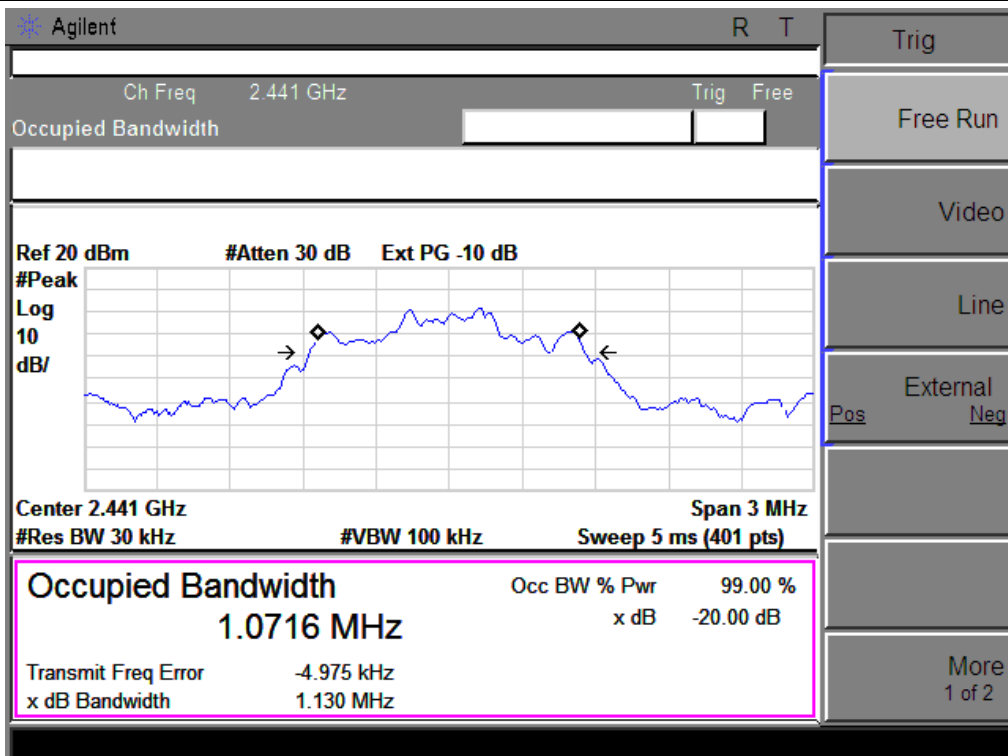 Agilent R T
Trig
Ch Freq 2.441 GHz Trig Free
Occupied Bandwidth
Free Run
Video
Line
External
Pos Neg
More
1 of 2
Ref 20 dBm #Atten 30 dB Ext PG -10 dB
#Peak
Log
10
dB/
Center 2.441 GHz Span 3 MHz
#Res BW 30 kHz #VBW 100 kHz Sweep 5 ms (401 pts)
Occupied Bandwidth Occ BW % Pwr 99.00 %
1.0716 MHz x dB -20.00 dB
Transmit Freq Error -4.975 kHz
x dB Bandwidth 1.130 MHz